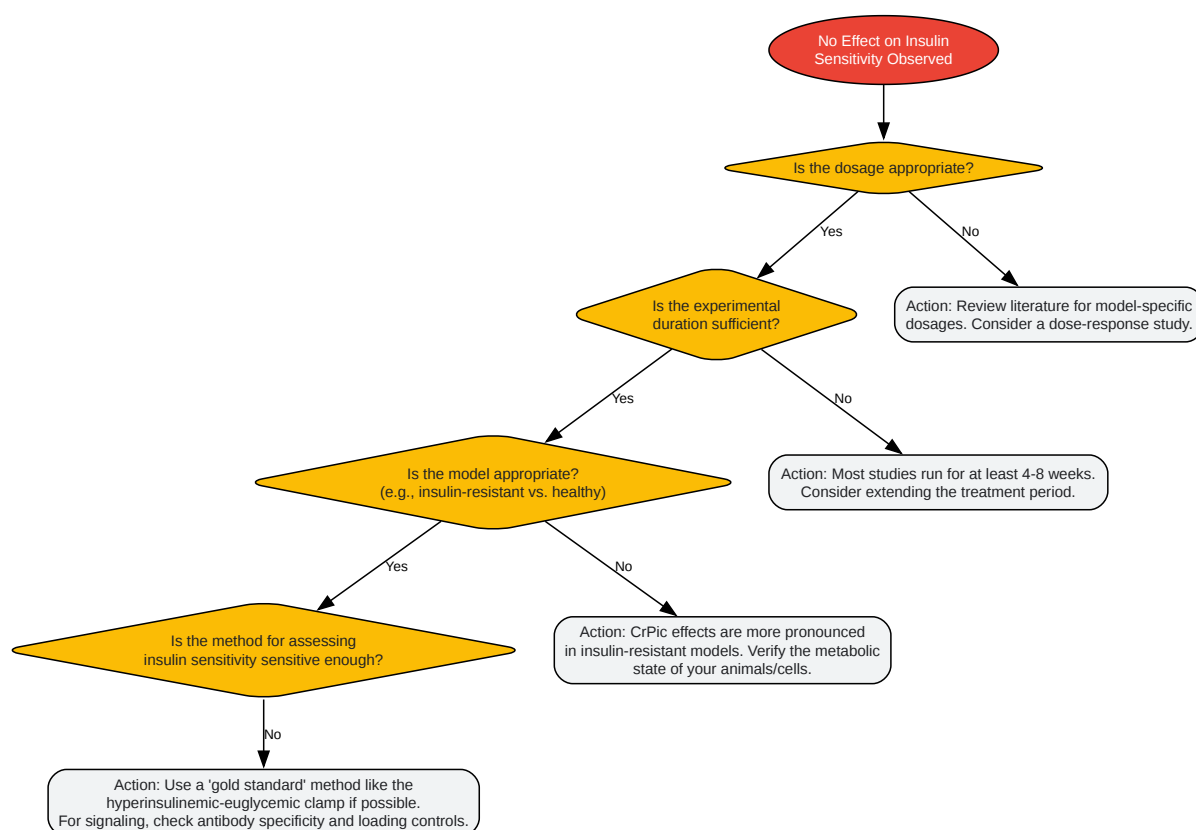 No Effect on Insulin
Sensitivity Observed
Is the dosage appropriate?
Yes
No
Is the experimental
duration sufficient?
Action: Review literature for model-specific
dosages. Consider a dose-response study.
Yes
No
Is the model appropriate?
(e.g., insulin-resistant vs. healthy)
Action: Most studies run for at least 4-8 weeks.
Consider extending the treatment period.
Yes
No
Is the method for assessing
insulin sensitivity sensitive enough?
Action: CrPic effects are more pronounced
in insulin-resistant models. Verify the metabolic
state of your animals/cells.
No
Action: Use a 'gold standard' method like the
hyperinsulinemic-euglycemic clamp if possible.
For signaling, check antibody specificity and loading controls.